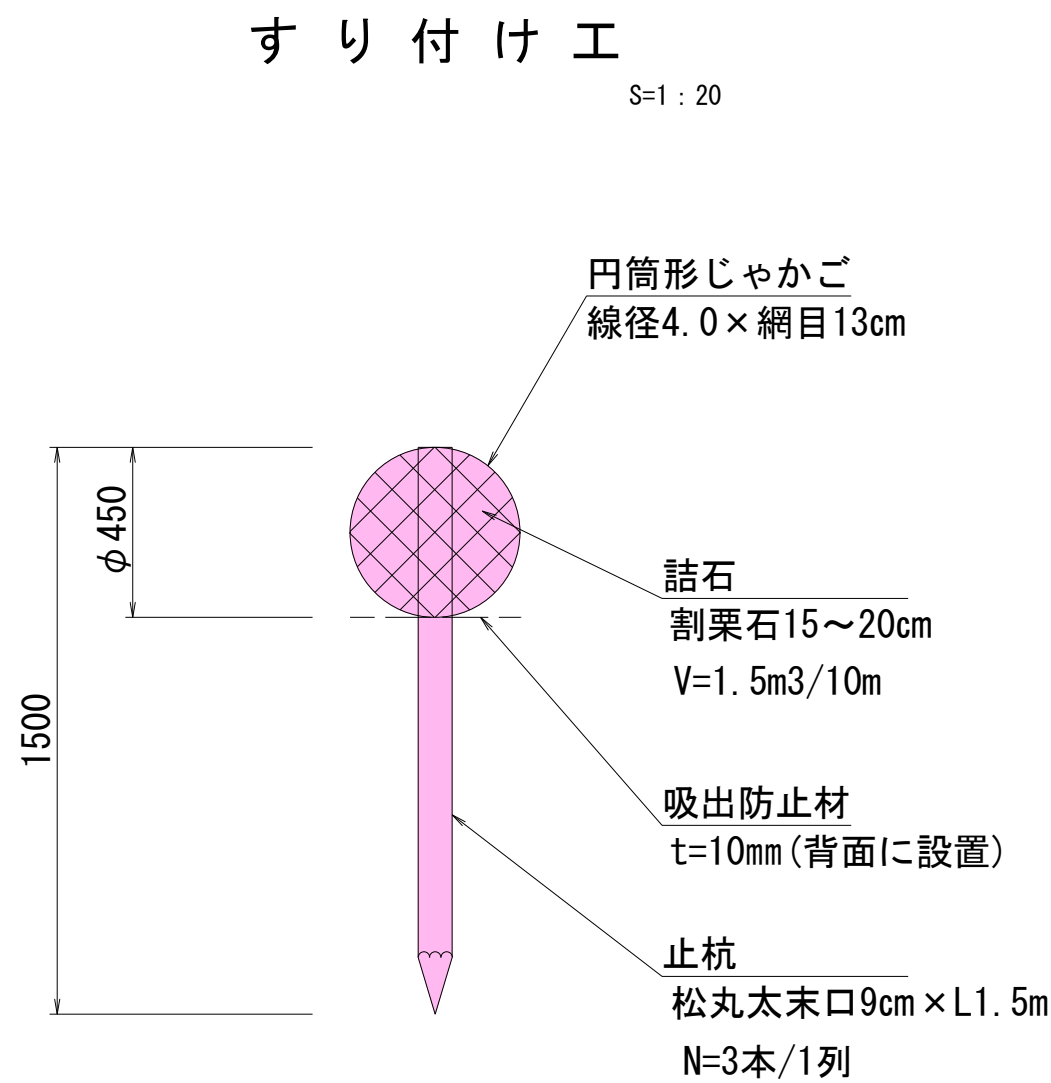 すり付け工
S=1：20
円筒形じゃかご
線径4.0×網目13cm
φ450
詰石
割栗石15～20cm
V=1.5m3/10m
1500
吸出防止材
t=10mm(背面に設置)
止杭
松丸太末口9cm×L1.5m
N=3本/1列